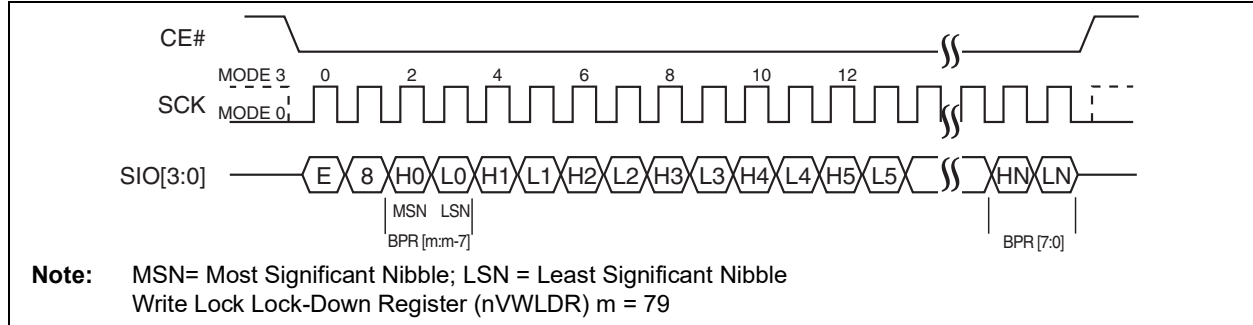 CE#
MODE 3 0 2 4 6 8 10 12
SCK
MODE 0
SIO[3:0] E 8 H0 L0 H1 L1 H2 L2 H3 L3 H4 L4 H5 L5 HN LN
MSN LSN
BPR [m:m-7] BPR [7:0]
Note: MSN= Most Significant Nibble; LSN = Least Significant Nibble
Write Lock Lock-Down Register (nVWLDR) m = 79